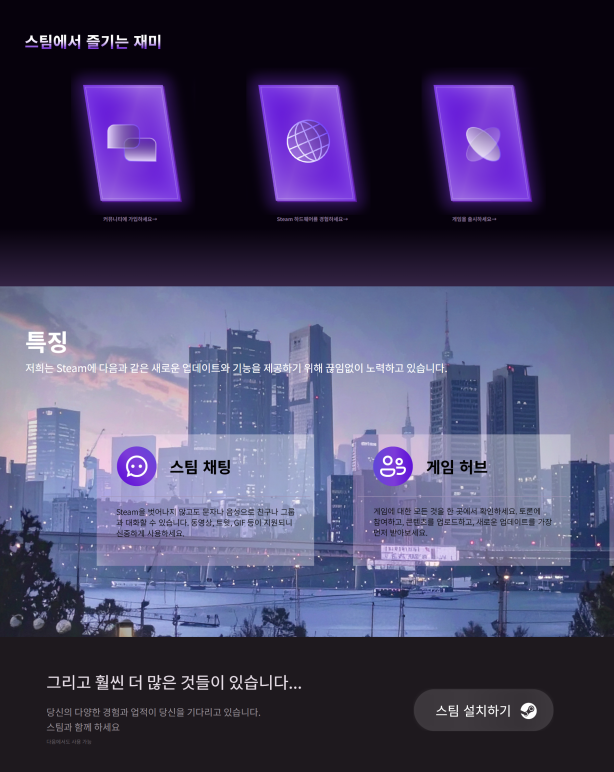 스팀에서 즐기는 재미
커뮤니티에 가입하세요→
Steam 하드웨어를 경험하세요→
게임을 출시하세요→
특징
저희는 Steam에 다음과 같은 새로운 업데이트와 기능을 제공하기 위해 끊임없이 노력하고 있습니다.
스팀 채팅
게임 허브
Steam을 벗어나지 않고도 문자나 음성으로 친구나 그룹
과 대화할 수 있습니다. 동영상, 트윗, GIF 등이 지원되니
신중하게 사용하세요.
게임에 대한 모든 것을 한 곳에서 확인하세요. 토론에
참여하고, 콘텐츠를 업로드하고, 새로운 업데이트를 가장
먼저 받아보세요.
그리고 훨씬 더 많은 것들이 있습니다...
당신의 다양한 경험과 업적이 당신을 기다리고 있습니다.
스팀과 함께 하세요
다음에서도 사용 가능:
스팀 설치하기